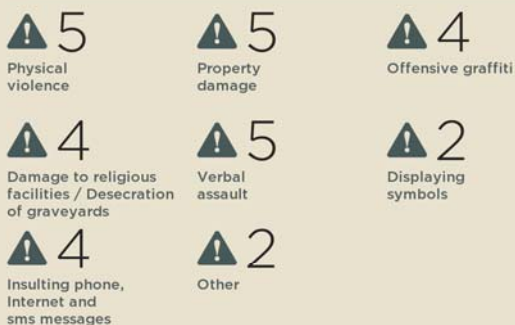 5
Physical
violence
5
Property
damage
4
Offensive graffiti
4
Damage to religious
facilities / Desecration
of graveyards
5
Verbal
assault
2
Displaying
symbols
4
Insulting phone,
Internet and
sms messages
2
Other